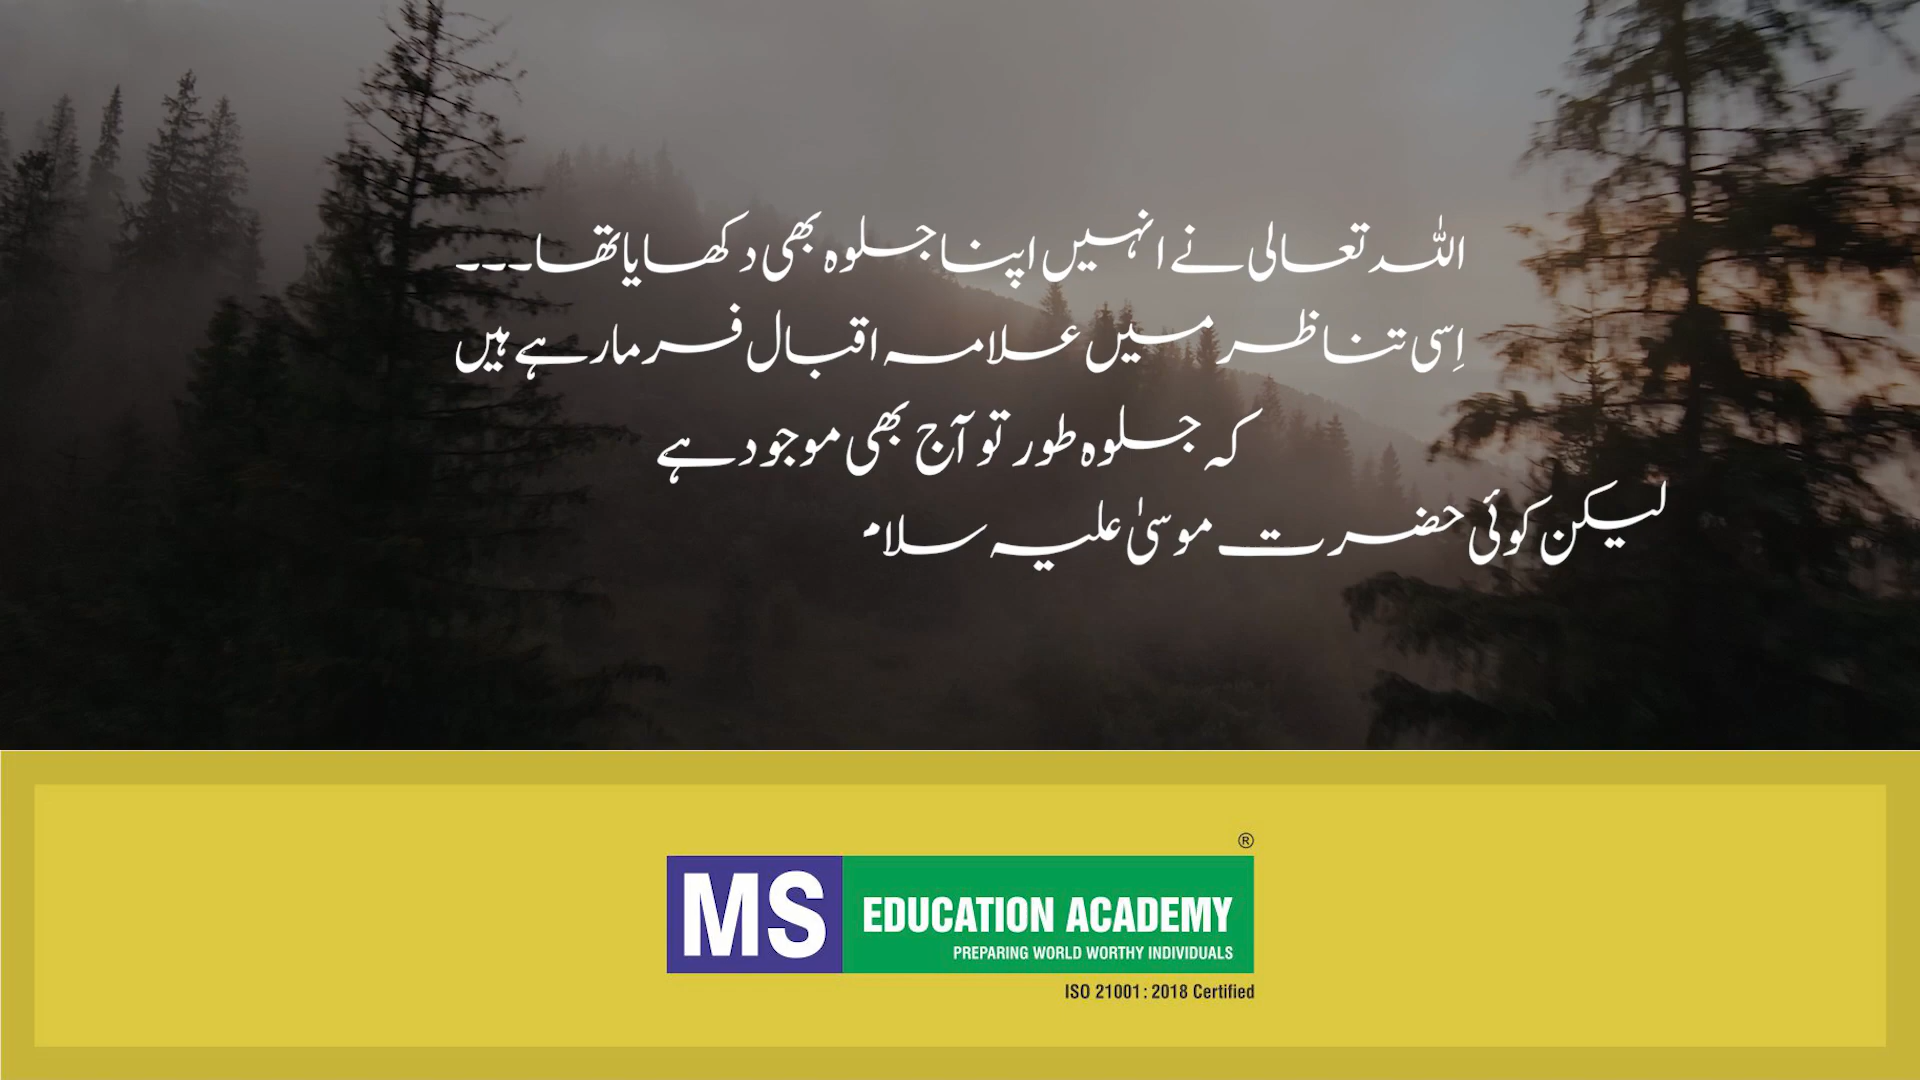 اللہ تعالی نے انہیں اپنا جلوہ بھی دکھایا تھا۔۔۔
اِسی تناظر میں علامہ اقبال فرمارہے ہیں
کہ جلوہ طور تو آج بھی موجود ہے
لیکن کوئی حضرت موسیٰ علیہ سلام
®
MS EDUCATION ACADEMY
PREPARING WORLD WORTHY INDIVIDUALS
ISO 21001:2018 Certified